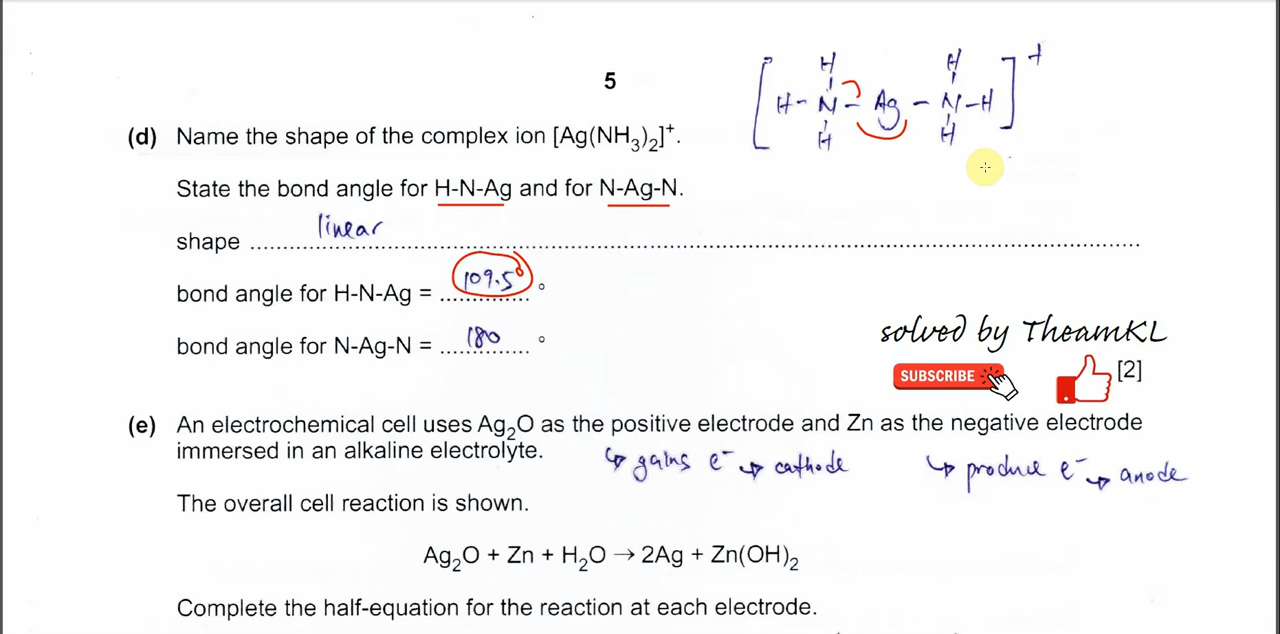 5
[H-N-Ag-N-H]+
H H
H H
(d) Name the shape of the complex ion [Ag(NH₃)₂]⁺.
State the bond angle for H-N-Ag and for N-Ag-N.
shape linear
bond angle for H-N-Ag = 109.5 °
bond angle for N-Ag-N = 180 °
solved by TheamKL
SUBSCRIBE
[2]
(e) An electrochemical cell uses Ag₂O as the positive electrode and Zn as the negative electrode
immersed in an alkaline electrolyte.
↳ gains e⁻ ↳ cathode
↳ produce e⁻ ↳ anode
The overall cell reaction is shown.
Ag₂O + Zn + H₂O → 2Ag + Zn(OH)₂
Complete the half-equation for the reaction at each electrode.